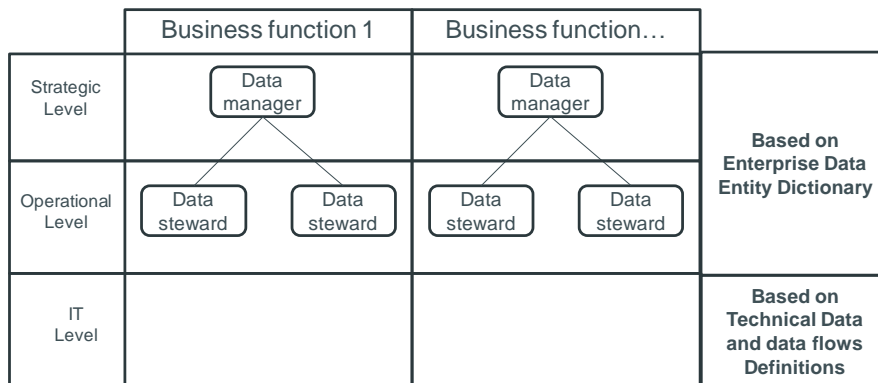 Business function 1
Business function…
Strategic
Level
Data
manager
Data
manager
Based on
Enterprise Data
Entity Dictionary
Operational
Level
Data
steward
Data
steward
Data
steward
Data
steward
IT
Level
Based on
Technical Data
and data flows
Definitions